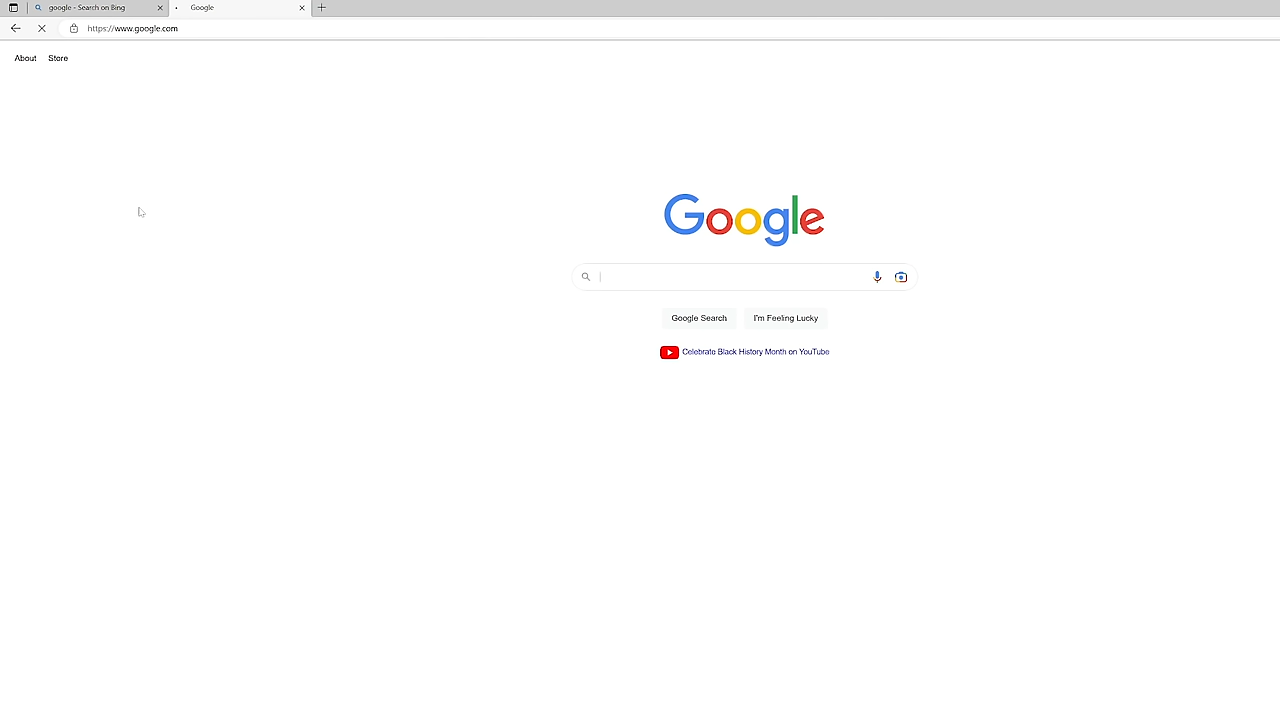 google - Search on Bing
Google
https://www.google.com
About Store
Google
Google Search I'm Feeling Lucky
Celebrate Black History Month on YouTube